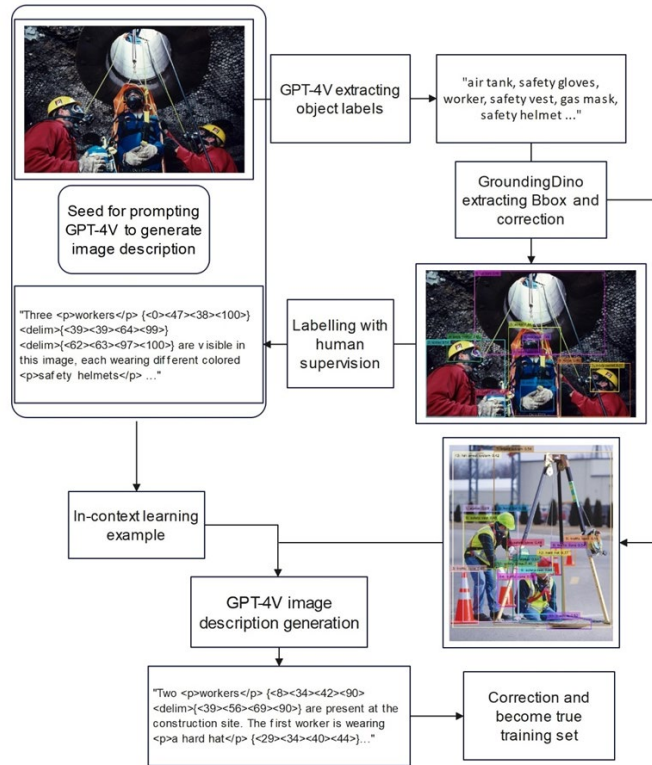 GPT-4V extracting
object labels
"air tank, safety gloves,
worker, safety vest, gas mask,
safety helmet ..."
GroundingDino
extracting Bbox and
correction
Seed for prompting
GPT-4V to generate
image description
"Three <p>workers</p> {<0><47><38><100>}
<delim>{<39><39><64><99>}
<delim>{<62><63><97><100>} are visible in
this image, each wearing different colored
<p>safety helmets</p> ..."
Labelling with
human
supervision
In-context learning
example
GPT-4V image
description generation
"Two <p>workers</p> {<8><34><42><90>
<delim>{<39><56><69><90>} are present at the
construction site. The first worker is wearing
<p>a hard hat</p> {<29><34><40><44>}..."
Correction and
become true
training set